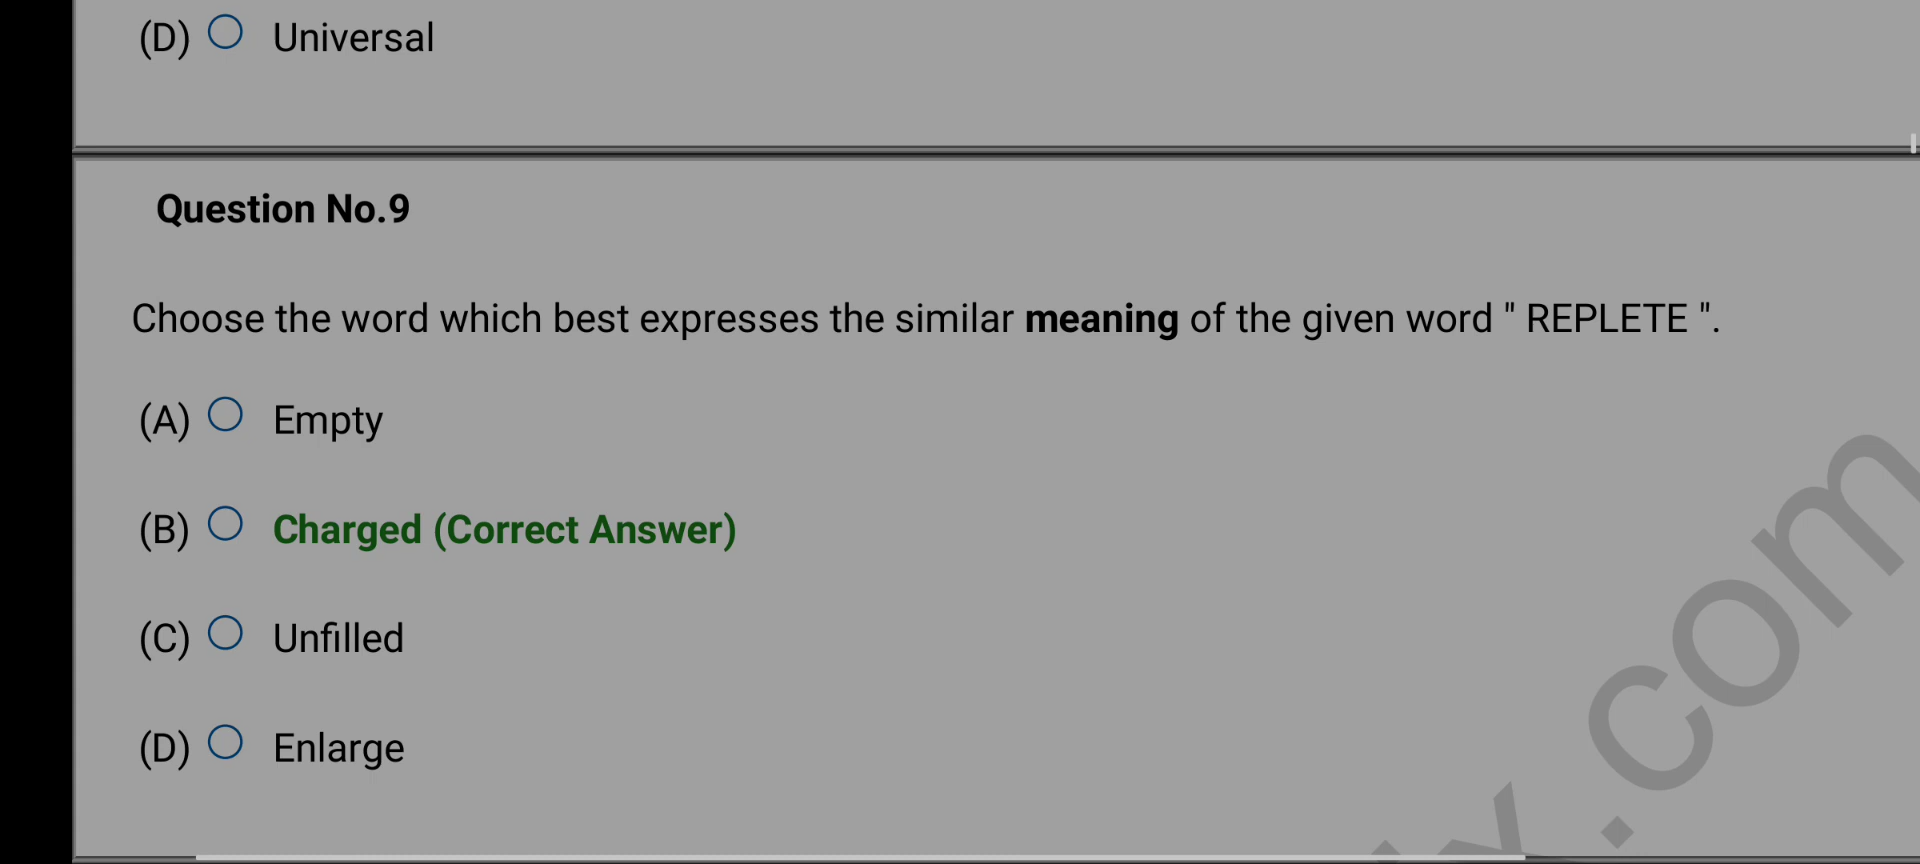 (D) Universal
Question No.9
Choose the word which best expresses the similar meaning of the given word " REPLETE ".
(A) Empty
(B) Charged (Correct Answer)
(C) Unfilled
(D) Enlarge
.com